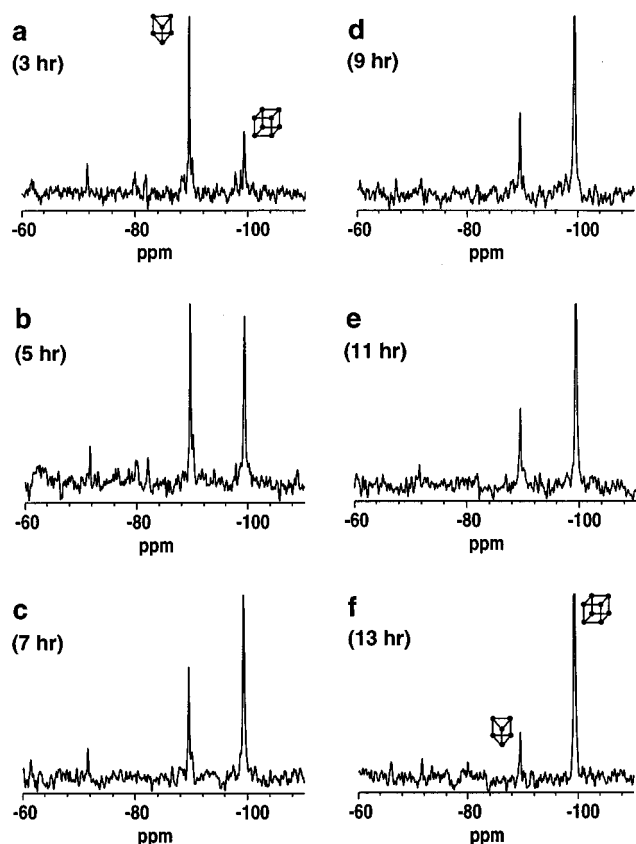 a
(3 hr)
-60 -80 -100
ppm
b
(5 hr)
-60 -80 -100
ppm
c
(7 hr)
-60 -80 -100
ppm
d
(9 hr)
-60 -80 -100
ppm
e
(11 hr)
-60 -80 -100
ppm
f
(13 hr)
-60 -80 -100
ppm